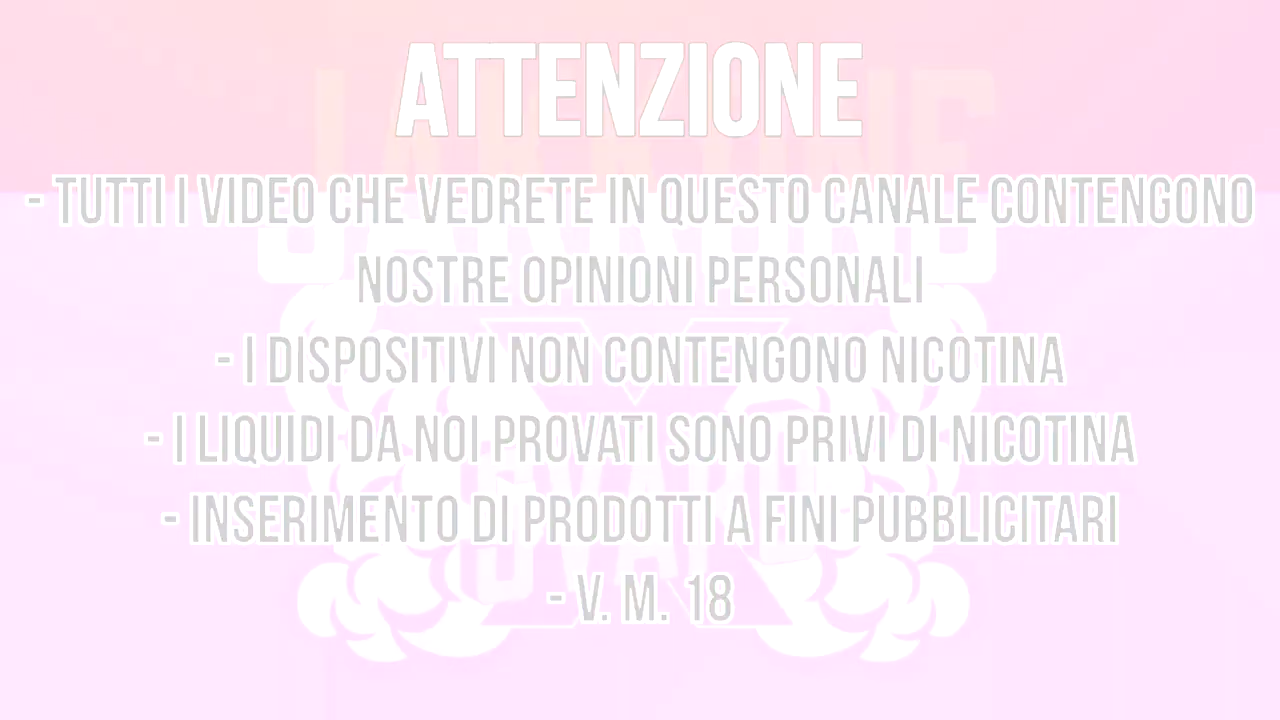 ATTENZIONE
- TUTTI I VIDEO CHE VEDRETE IN QUESTO CANALE CONTENGONO
NOSTRE OPINIONI PERSONALI
- I DISPOSITIVI NON CONTENGONO NICOTINA
- I LIQUIDI DA NOI PROVATI SONO PRIVI DI NICOTINA
- INSERIMENTO DI PRODOTTI A FINI PUBBLICITARI
- V. M. 18